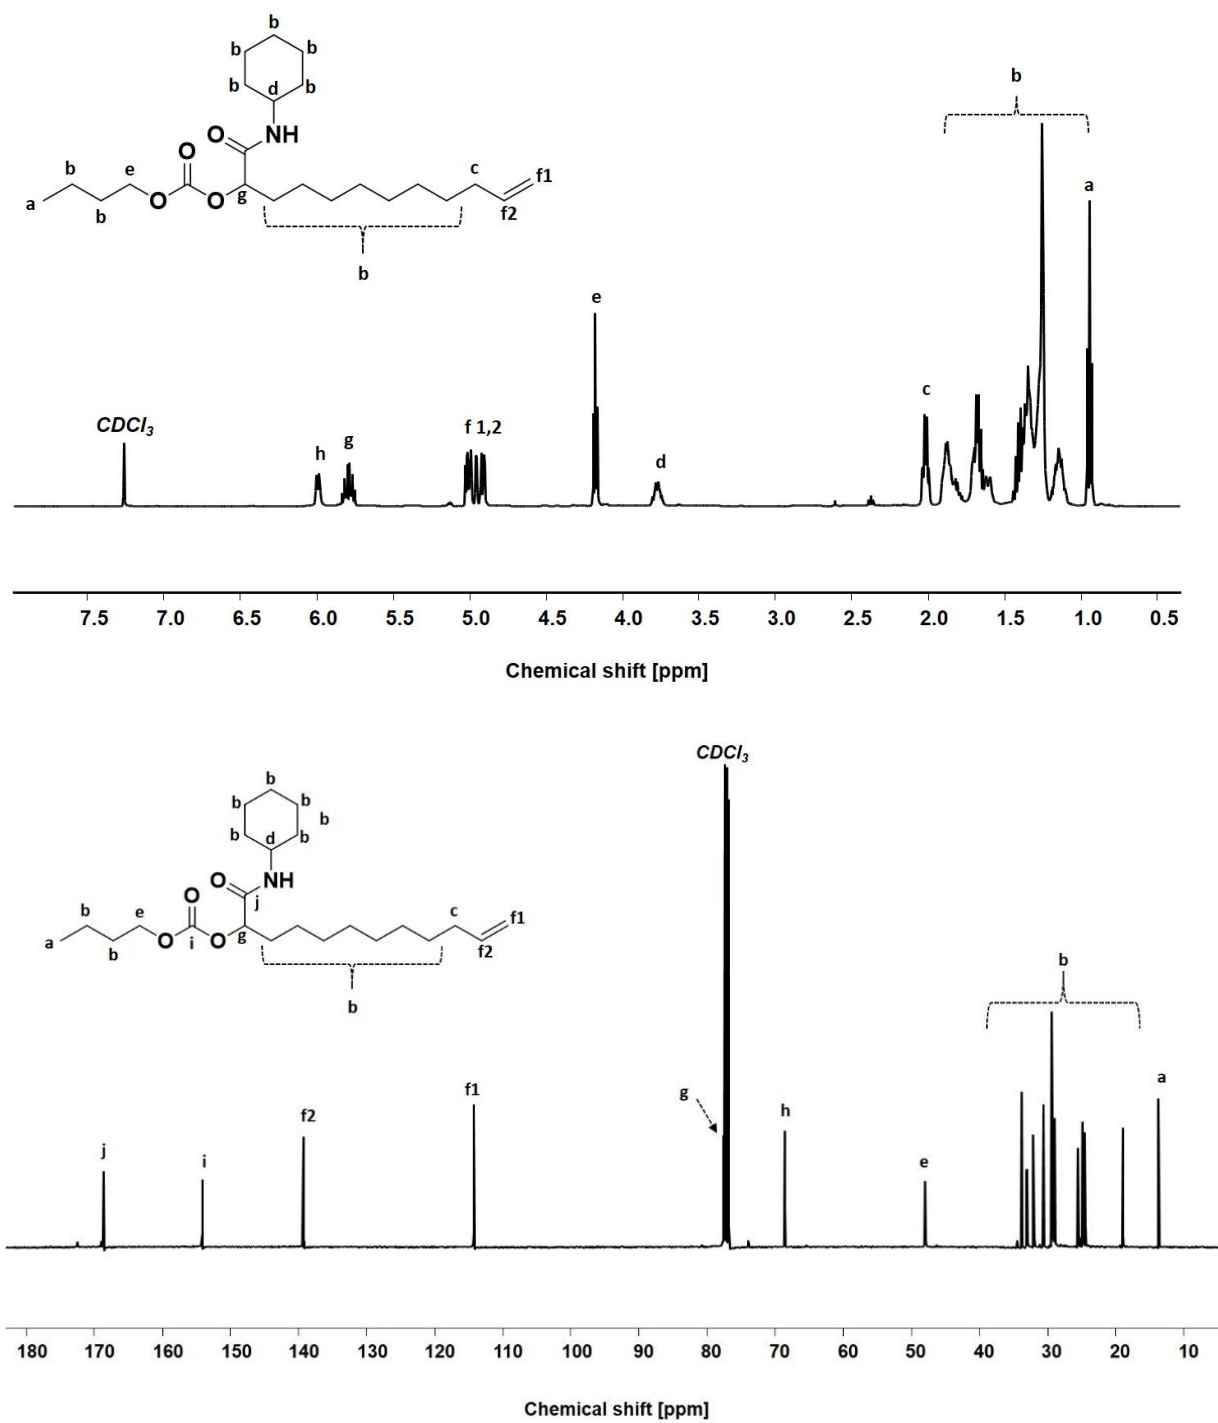 b
b b
b d b
O NH
O
b e c f1
a b O O g f2
b
b
a
e
c
f 1,2
CDCl3
h g d
7.5 7.0 6.5 6.0 5.5 5.0 4.5 4.0 3.5 3.0 2.5 2.0 1.5 1.0 0.5
Chemical shift [ppm]
CDCl3
b
b b
b
b d b
O NH
O j
b e c f1
a b O i O g f2
b
b
a
f1
g
h
f2
j
i
e
180 170 160 150 140 130 120 110 100 90 80 70 60 50 40 30 20 10
Chemical shift [ppm]